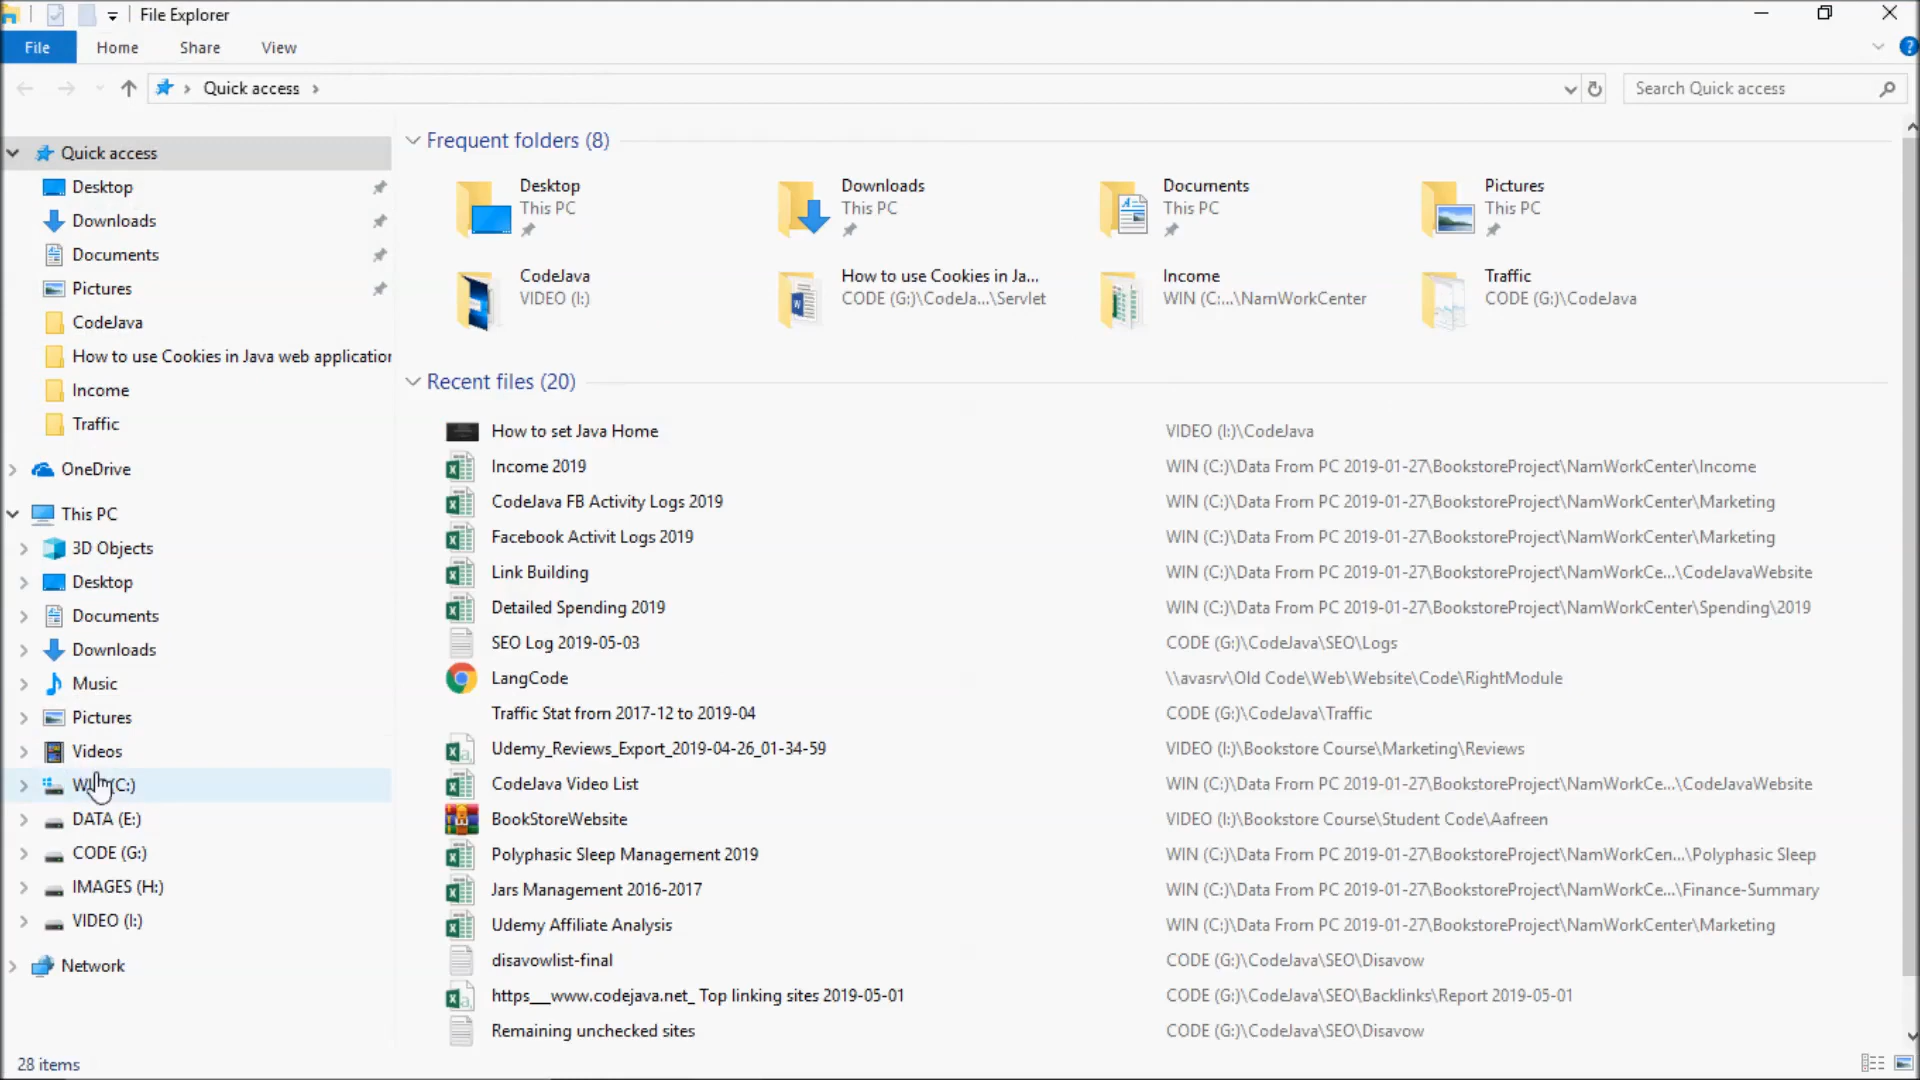 File Explorer
File Home Share View
Quick access
Search Quick access
Quick access
Desktop
Downloads
Documents
Pictures
CodeJava
How to use Cookies in Java web application
Income
Traffic
OneDrive
This PC
3D Objects
Desktop
Documents
Downloads
Music
Pictures
Videos
(C:)
DATA (E:)
CODE (G:)
IMAGES (H:)
VIDEO (I:)
Network
Frequent folders (8)
Desktop
This PC
Downloads
This PC
Documents
This PC
Pictures
This PC
CodeJava
VIDEO (I:)
How to use Cookies in Ja...
CODE (G:)\CodeJa...\Servlet
Income
WIN (C:...\NamWorkCenter
Traffic
CODE (G:)\CodeJava
Recent files (20)
How to set Java Home VIDEO (I:)\CodeJava
Income 2019 WIN (C:)\Data From PC 2019-01-27\BookstoreProject\NamWorkCenter\Income
CodeJava FB Activity Logs 2019 WIN (C:)\Data From PC 2019-01-27\BookstoreProject\NamWorkCenter\Marketing
Facebook Activit Logs 2019 WIN (C:)\Data From PC 2019-01-27\BookstoreProject\NamWorkCenter\Marketing
Link Building WIN (C:)\Data From PC 2019-01-27\BookstoreProject\NamWorkCe...\CodeJavaWebsite
Detailed Spending 2019 WIN (C:)\Data From PC 2019-01-27\BookstoreProject\NamWorkCenter\Spending\2019
SEO Log 2019-05-03 CODE (G:)\CodeJava\SEO\Logs
LangCode \\avasrv\Old Code\Web\Website\Code\RightModule
Traffic Stat from 2017-12 to 2019-04 CODE (G:)\CodeJava\Traffic
Udemy_Reviews_Export_2019-04-26_01-34-59 VIDEO (I:)\Bookstore Course\Marketing\Reviews
CodeJava Video List WIN (C:)\Data From PC 2019-01-27\BookstoreProject\NamWorkCe...\CodeJavaWebsite
BookStoreWebsite VIDEO (I:)\Bookstore Course\Student Code\Aafreen
Polyphasic Sleep Management 2019 WIN (C:)\Data From PC 2019-01-27\BookstoreProject\NamWorkCen...\Polyphasic Sleep
Jars Management 2016-2017 WIN (C:)\Data From PC 2019-01-27\BookstoreProject\NamWorkCe...\Finance-Summary
Udemy Affiliate Analysis WIN (C:)\Data From PC 2019-01-27\BookstoreProject\NamWorkCenter\Marketing
disavowlist-final CODE (G:)\CodeJava\SEO\Disavow
https__www.codejava.net_ Top linking sites 2019-05-01 CODE (G:)\CodeJava\SEO\Backlinks\Report 2019-05-01
Remaining unchecked sites CODE (G:)\CodeJava\SEO\Disavow
28 items